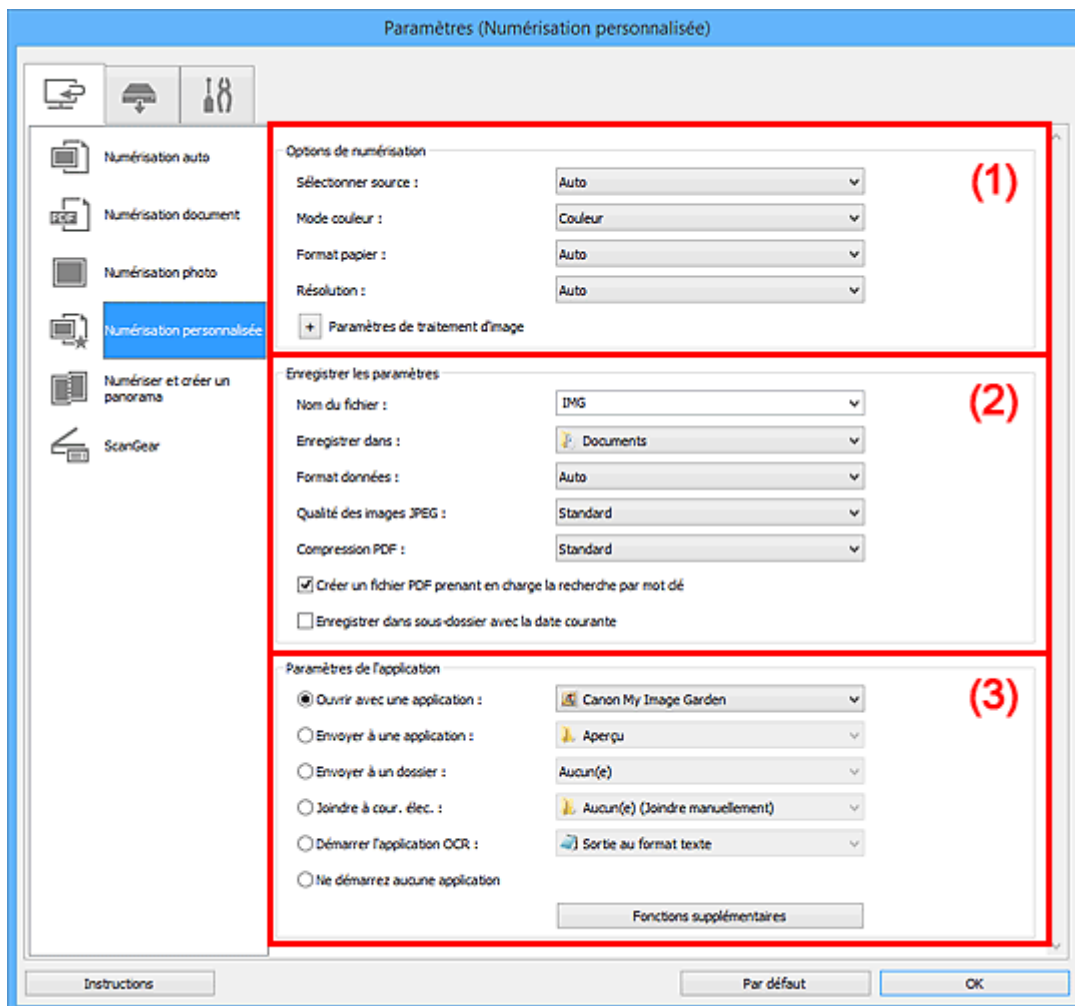 Paramètres (Numérisation personnalisée)
Numérisation auto
Numérisation document
Numérisation photo
Numérisation personnalisée
Numériser et créer un
panorama
ScanGear
Options de numérisation
(1)
Sélectionner source : Auto
Mode couleur : Couleur
Format papier : Auto
Résolution : Auto
+ Paramètres de traitement d'image
Enregistrer les paramètres
(2)
Nom du fichier : IMG
Enregistrer dans : Documents
Format données : Auto
Qualité des images JPEG : Standard
Compression PDF : Standard
Créer un fichier PDF prenant en charge la recherche par mot clé
Enregistrer dans sous-dossier avec la date courante
Paramètres de l'application
(3)
Ouvrir avec une application : Canon My Image Garden
Envoyer à une application : Aperçu
Envoyer à un dossier : Aucun(e)
Joindre à cour. élec. : Aucun(e) (Joindre manuellement)
Démarrer l'application OCR : Sortie au format texte
Ne démarrez aucune application
Fonctions supplémentaires
Instructions
Par défaut
OK
PDF